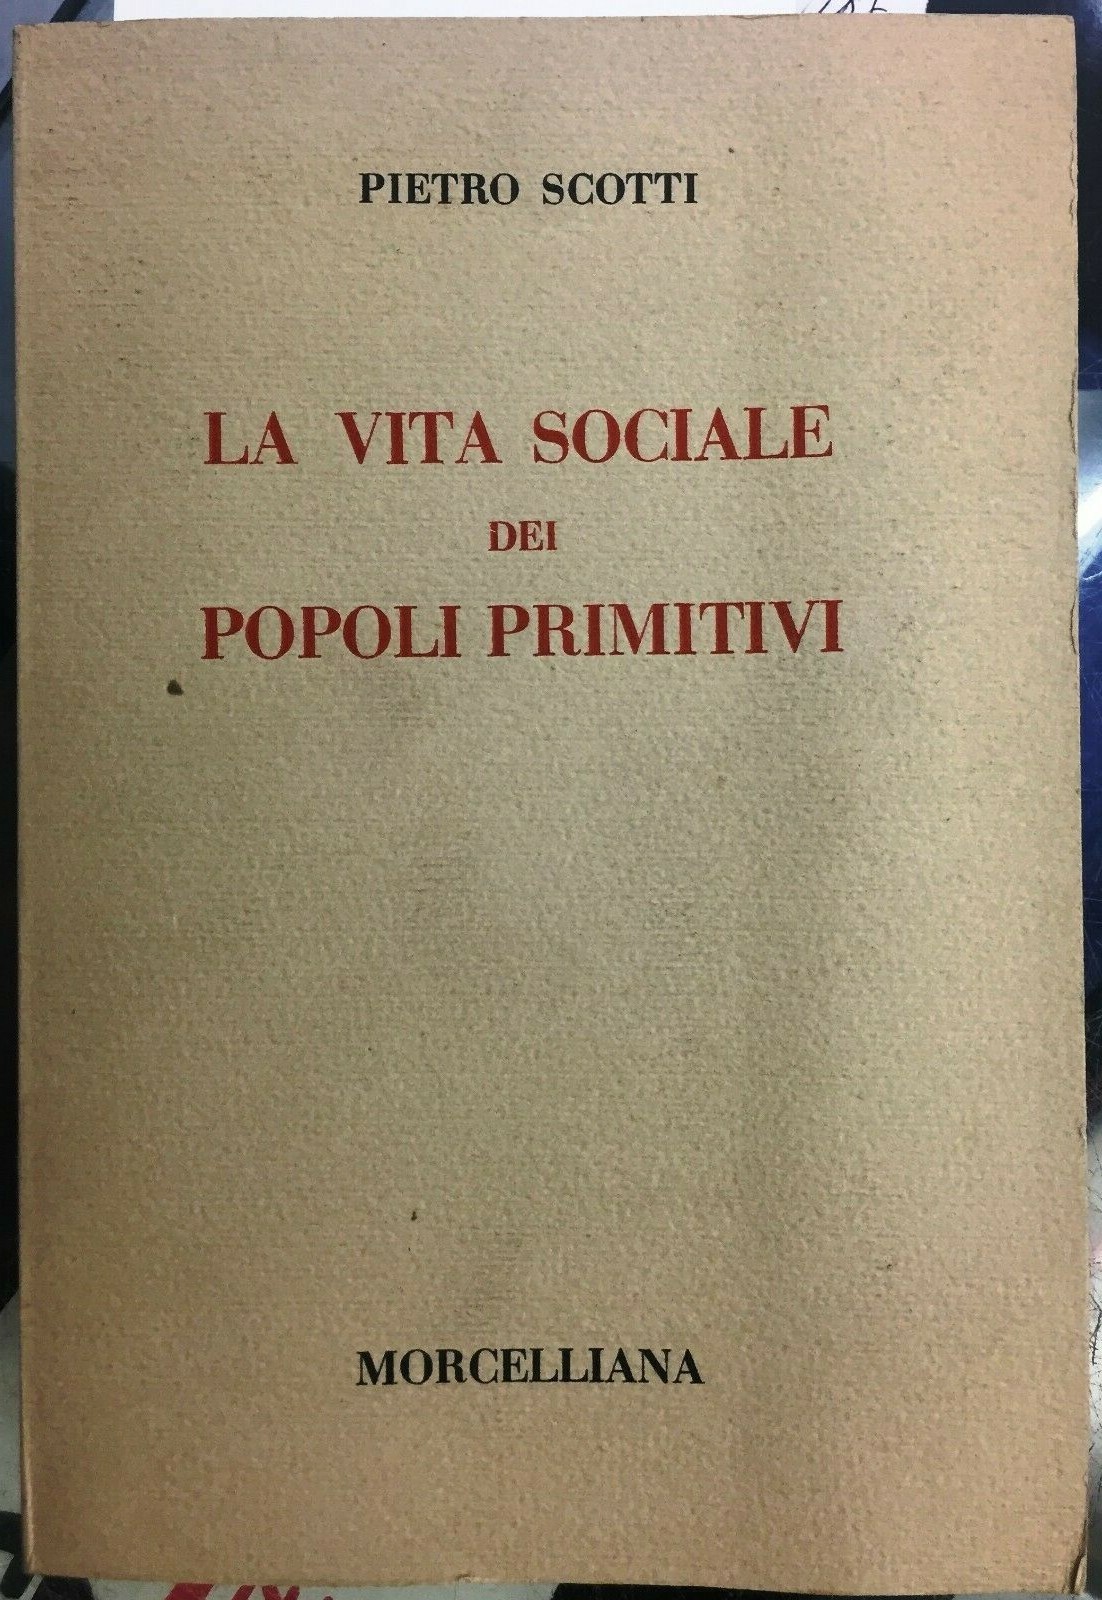 PIETRO SCOTTI
LA VITA SOCIALE
DEI
POPOLI PRIMITIVI
MORCELLIANA